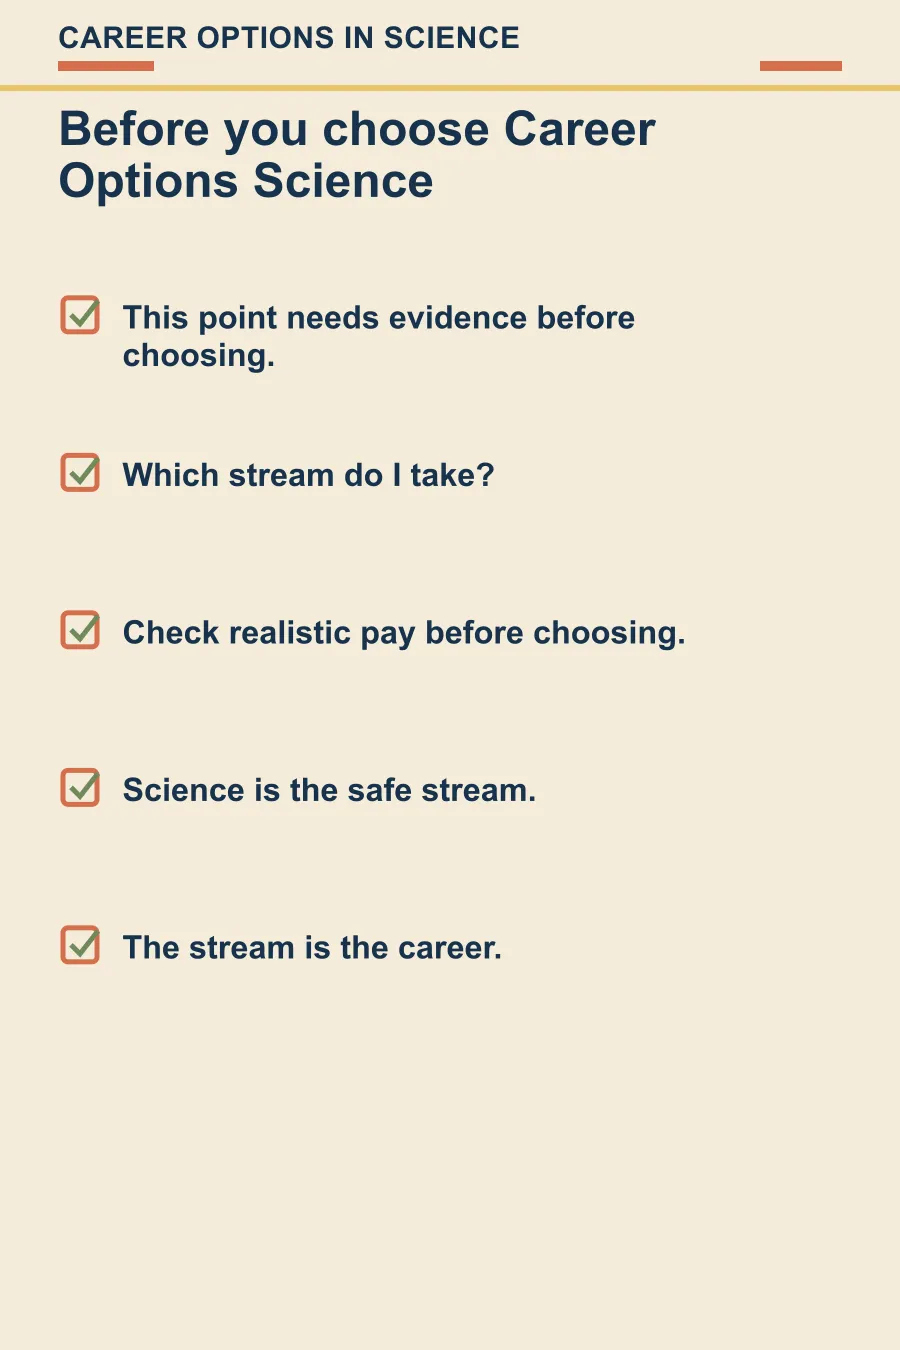 CAREER OPTIONS IN SCIENCE
Before you choose Career
Options Science
This point needs evidence before
choosing.
Which stream do I take?
Check realistic pay before choosing.
Science is the safe stream.
The stream is the career.